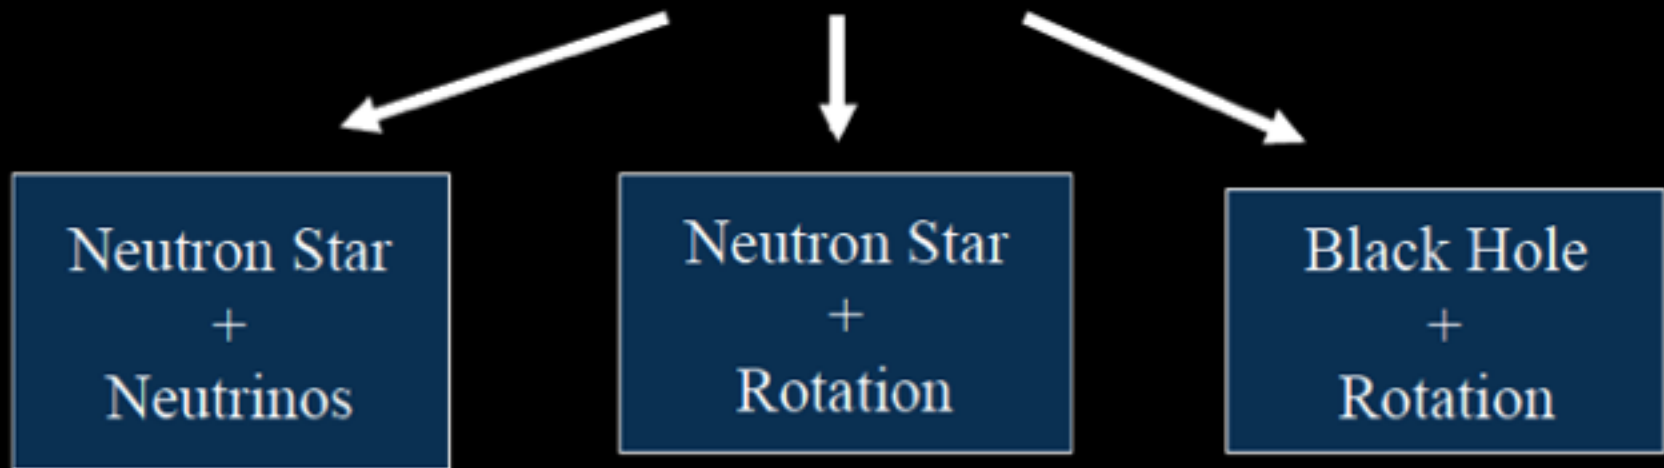 Neutron Star
+
Neutrinos
Neutron Star
+
Rotation
Black Hole
+
Rotation